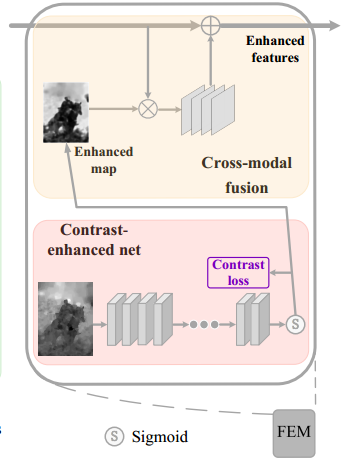 Enhanced
features
Enhanced
map
Cross-modal
fusion
Contrast-
enhanced net
Contrast
loss
S
S
Sigmoid
FEM